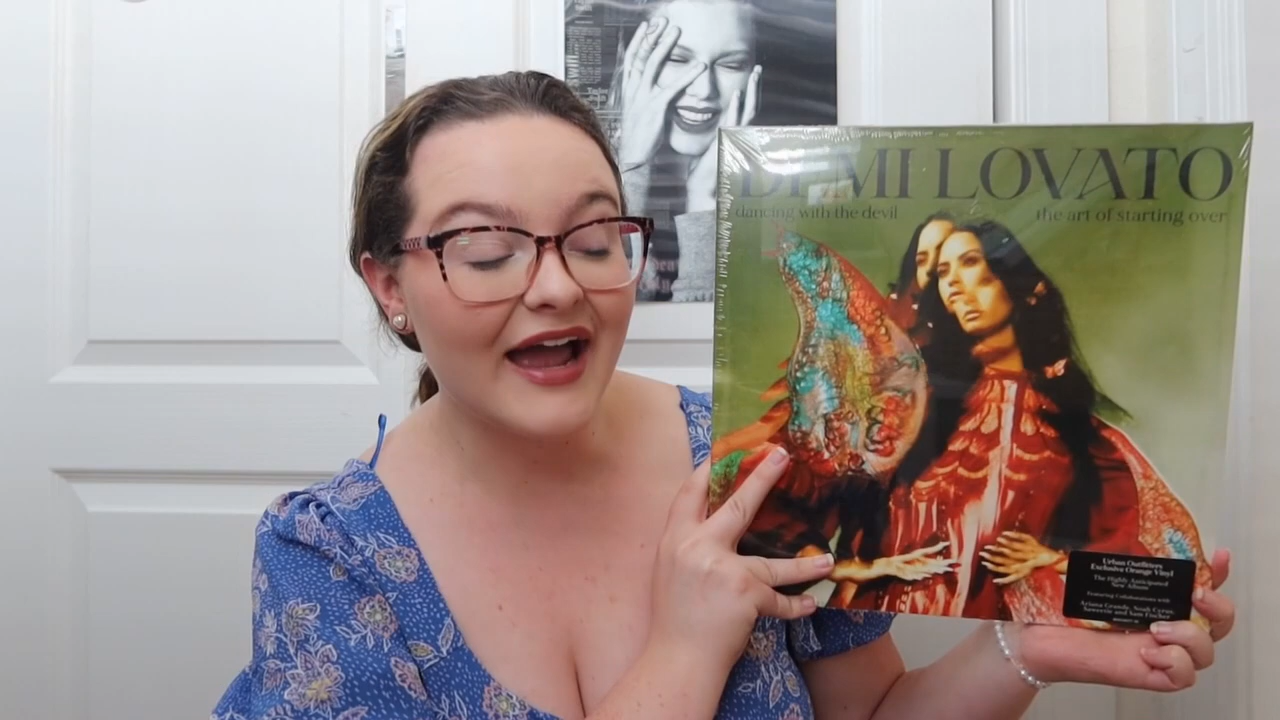 DEMI LOVATO
dancing with the devil the art of starting over
Urban Outfitters
Exclusive Orange Vinyl
The Highly Anticipated
New Album
Featuring Collaborations with
Ariana Grande, Noah Cyrus,
Saweetie and Sam Fischer